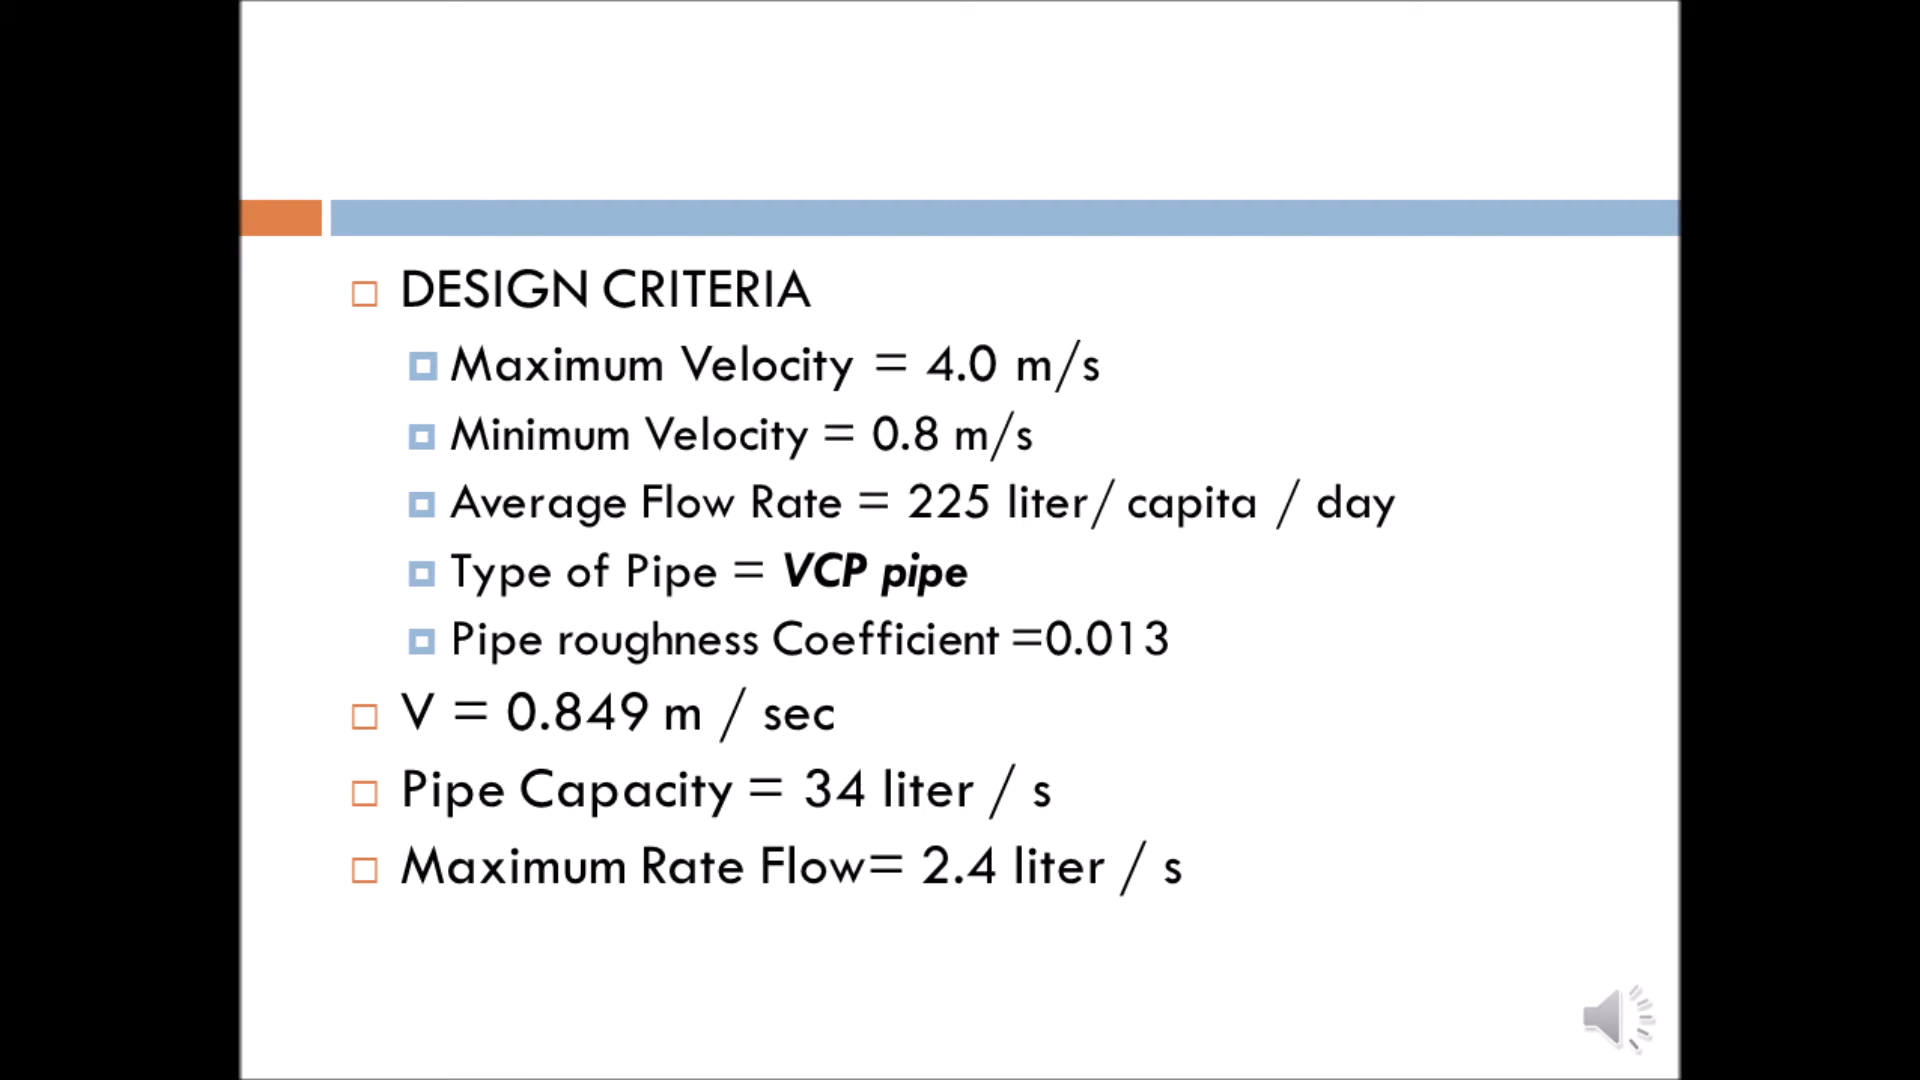 DESIGN CRITERIA
Maximum Velocity = 4.0 m/s
Minimum Velocity = 0.8 m/s
Average Flow Rate = 225 liter/ capita / day
Type of Pipe = VCP pipe
Pipe roughness Coefficient =0.013
V = 0.849 m / sec
Pipe Capacity = 34 liter / s
Maximum Rate Flow= 2.4 liter / s